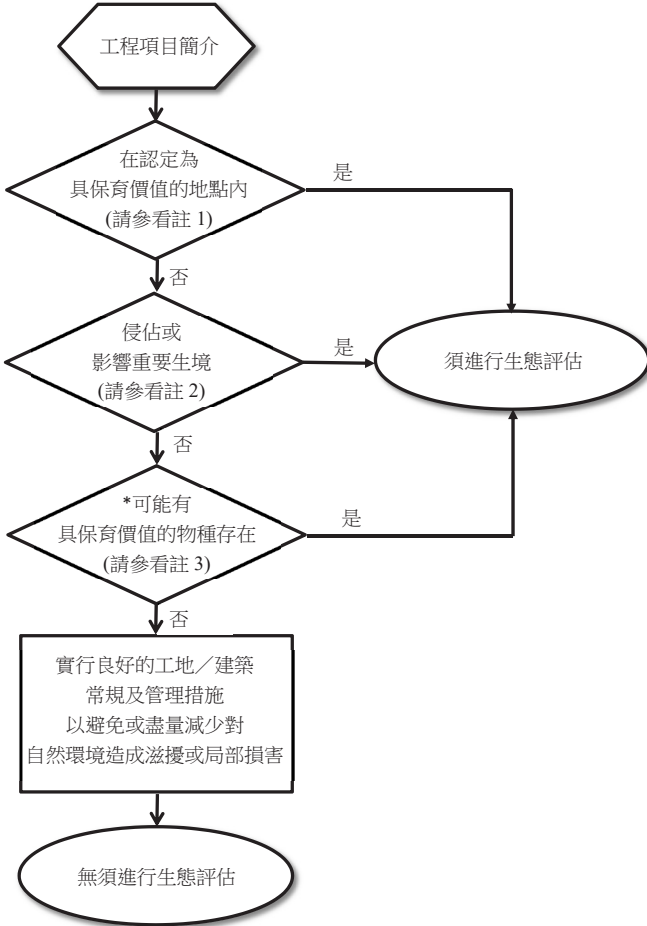 工程項目簡介
在認定為
具保育價值的地點內
(請參看註 1)
是
否
侵佔或
影響重要生境
(請參看註 2)
是
須進行生態評估
否
*可能有
具保育價值的物種存在
(請參看註 3)
是
否
實行良好的工地／建築
常規及管理措施
以避免或盡量減少對
自然環境造成滋擾或局部損害
無須進行生態評估